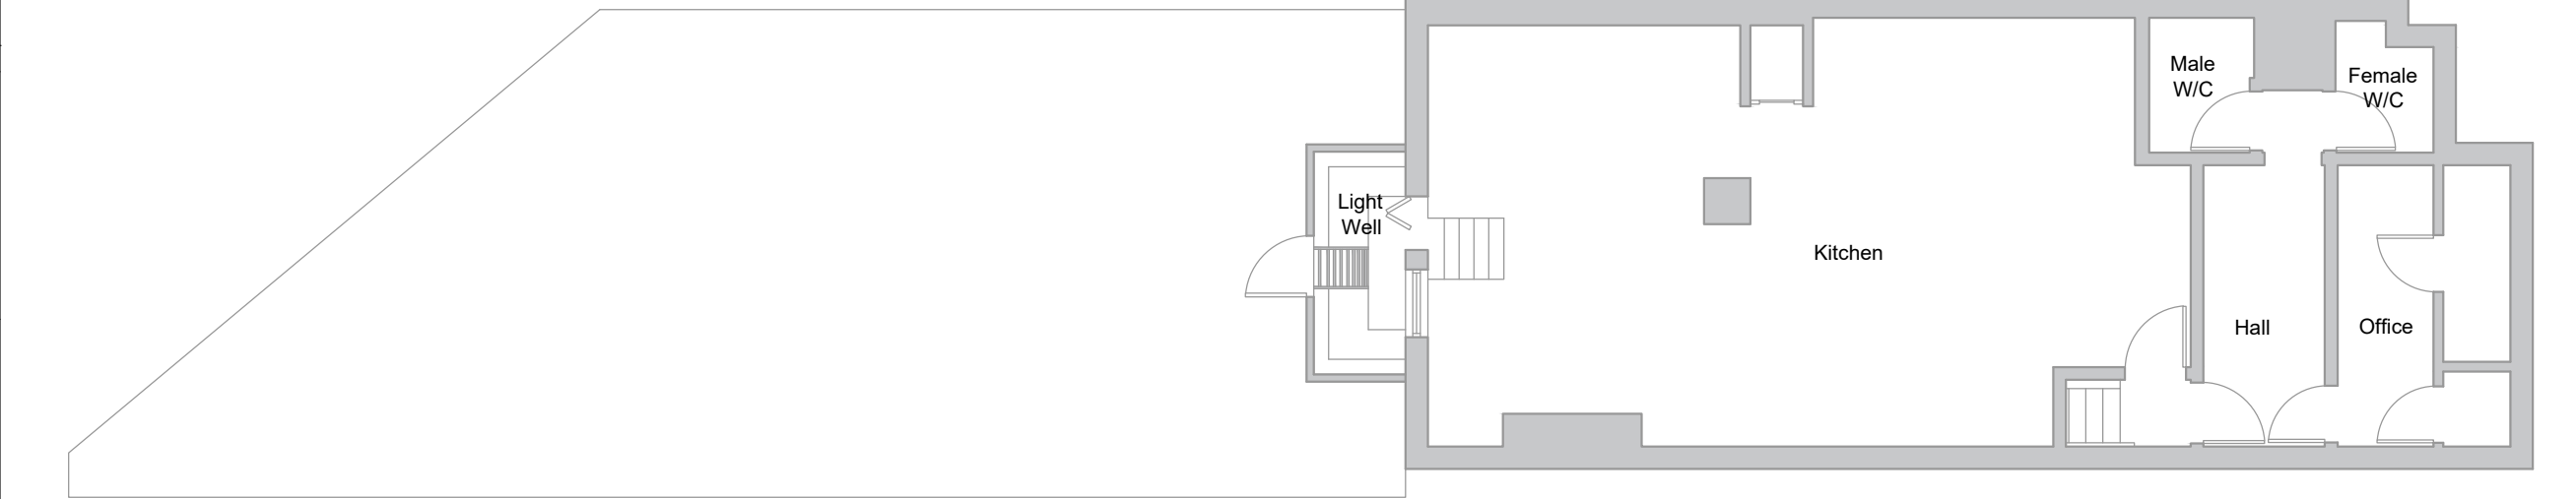 Male
W/C
Female
W/C
Light
Well
Kitchen
Hall
Office